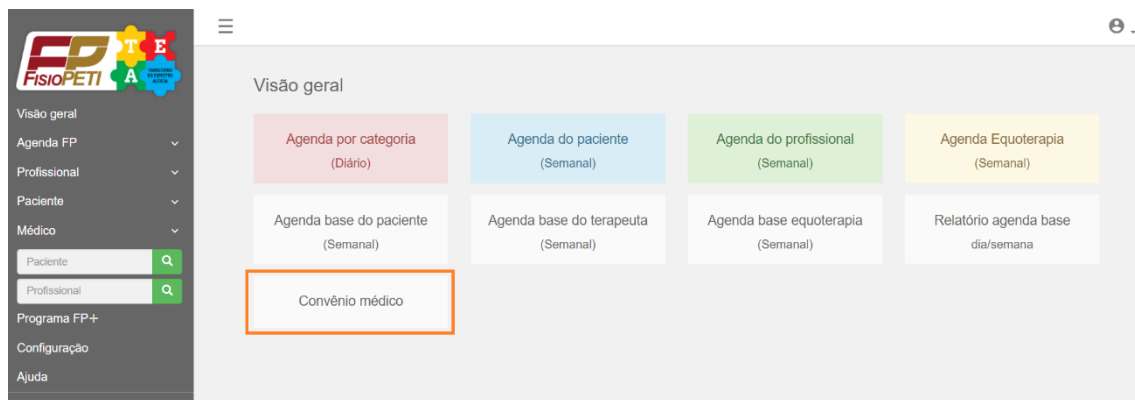 FISIOPETI
T E
A
Visão geral
Agenda FP
Profissional
Paciente
Médico
Paciente
Profissional
Programa FP+
Configuração
Ajuda
Visão geral
Agenda por categoria
(Diário)
Agenda do paciente
(Semanal)
Agenda do profissional
(Semanal)
Agenda Equoterapia
(Semanal)
Agenda base do paciente
(Semanal)
Agenda base do terapeuta
(Semanal)
Agenda base equoterapia
(Semanal)
Relatório agenda base
dia/semana
Convênio médico